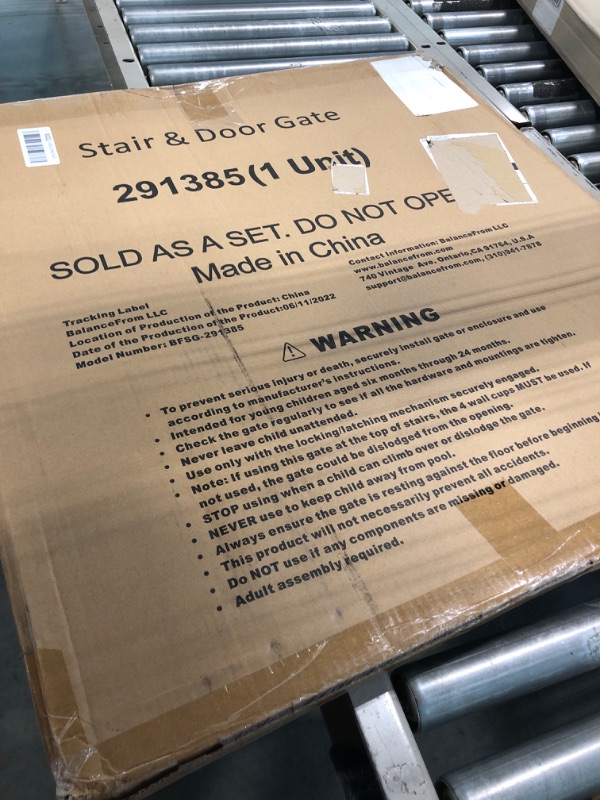 Stair & Door Gate
291385(1 Unit)
SOLD AS A SET. DO NOT OPE
Made in China
Tracking Label
BalanceFrom LLC
Location of Production of the Product: China
Date of the Production of the Product:06/11/2022
Model Number: BFSG-291385
Contact Information: BalanceFrom LLC
www.balancefrom.com
740 Vintage Ave. Ontario,CA 91764, U.S.A
support@balancefrom.com, (310)941-7678
WARNING
• To prevent serious injury or death, securely install gate or enclosure and use
according to manufacturer's instructions.
• Intended for young children aged six months through 24 months.
• Check the gate regularly to see if all the hardware and mountings are tighten.
• Never leave child unattended.
• Use only with the locking/latching mechanism securely engaged.
• Note: If using this gate at the top of stairs, the 4 wall cups MUST be used. If
not used, the gate could be dislodged from the opening.
• STOP using when a child can climb over or dislodge the gate.
• NEVER use to keep child away from pool.
• Always ensure the gate is resting against the floor before beginning
• This product will not necessarily prevent all accidents.
• Do NOT use if any components are missing or damaged.
• Adult assembly required.